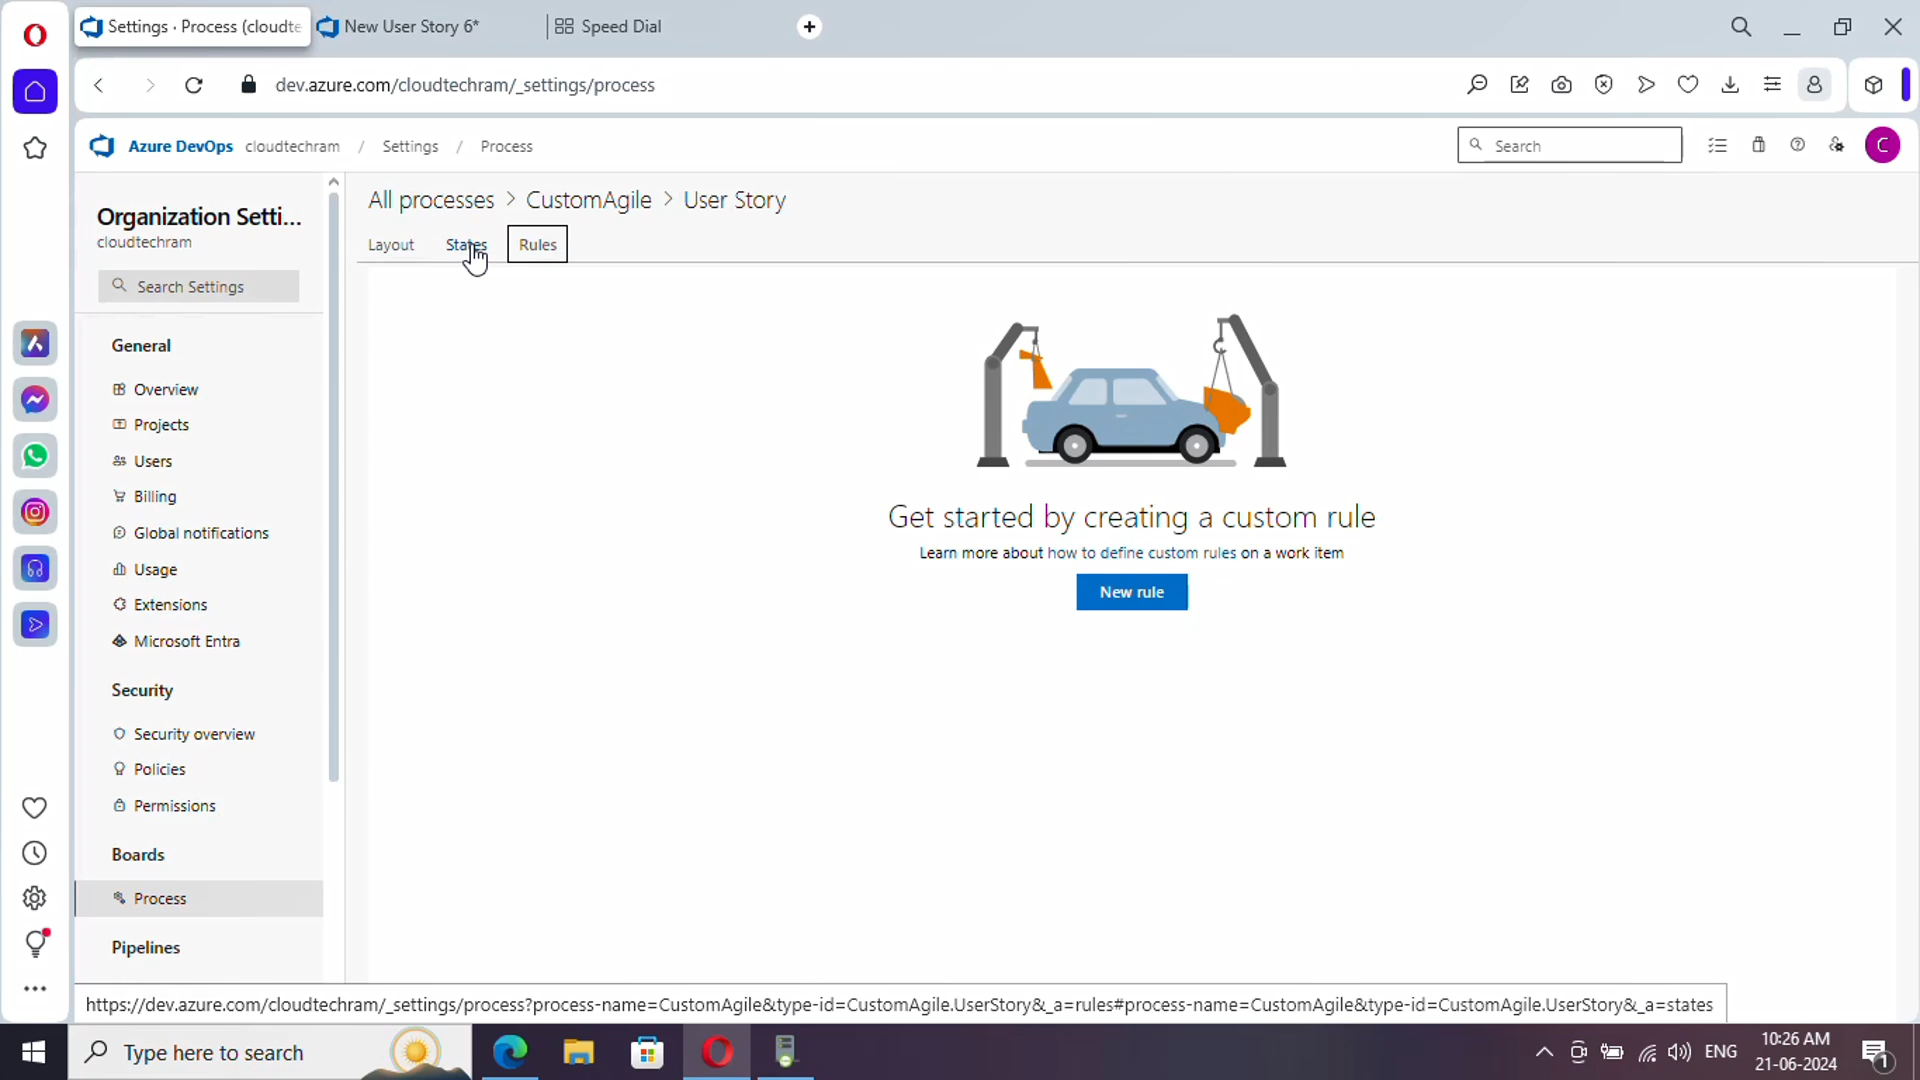 Settings · Process (cloudte
New User Story 6*
Speed Dial
dev.azure.com/cloudtechram/_settings/process
Azure DevOps
cloudtechram / Settings / Process
Search
C
Organization Setti...
cloudtechram
Search Settings
General
Overview
Projects
Users
Billing
Global notifications
Usage
Extensions
Microsoft Entra
Security
Security overview
Policies
Permissions
Boards
Process
Pipelines
All processes > CustomAgile > User Story
Layout
States
Rules
Get started by creating a custom rule
Learn more about how to define custom rules on a work item
New rule
https://dev.azure.com/cloudtechram/_settings/process?process-name=CustomAgile&type-id=CustomAgile.UserStory&_a=rules#process-name=CustomAgile&type-id=CustomAgile.UserStory&_a=states
Type here to search
ENG
10:26 AM
21-06-2024
1